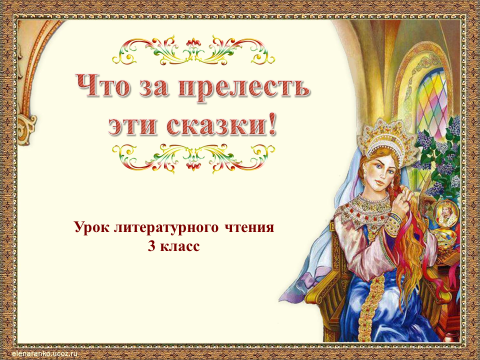 Что за прелесть
эти сказки!
Урок литературного чтения
3 класс
elenaranko.ucoz.ru